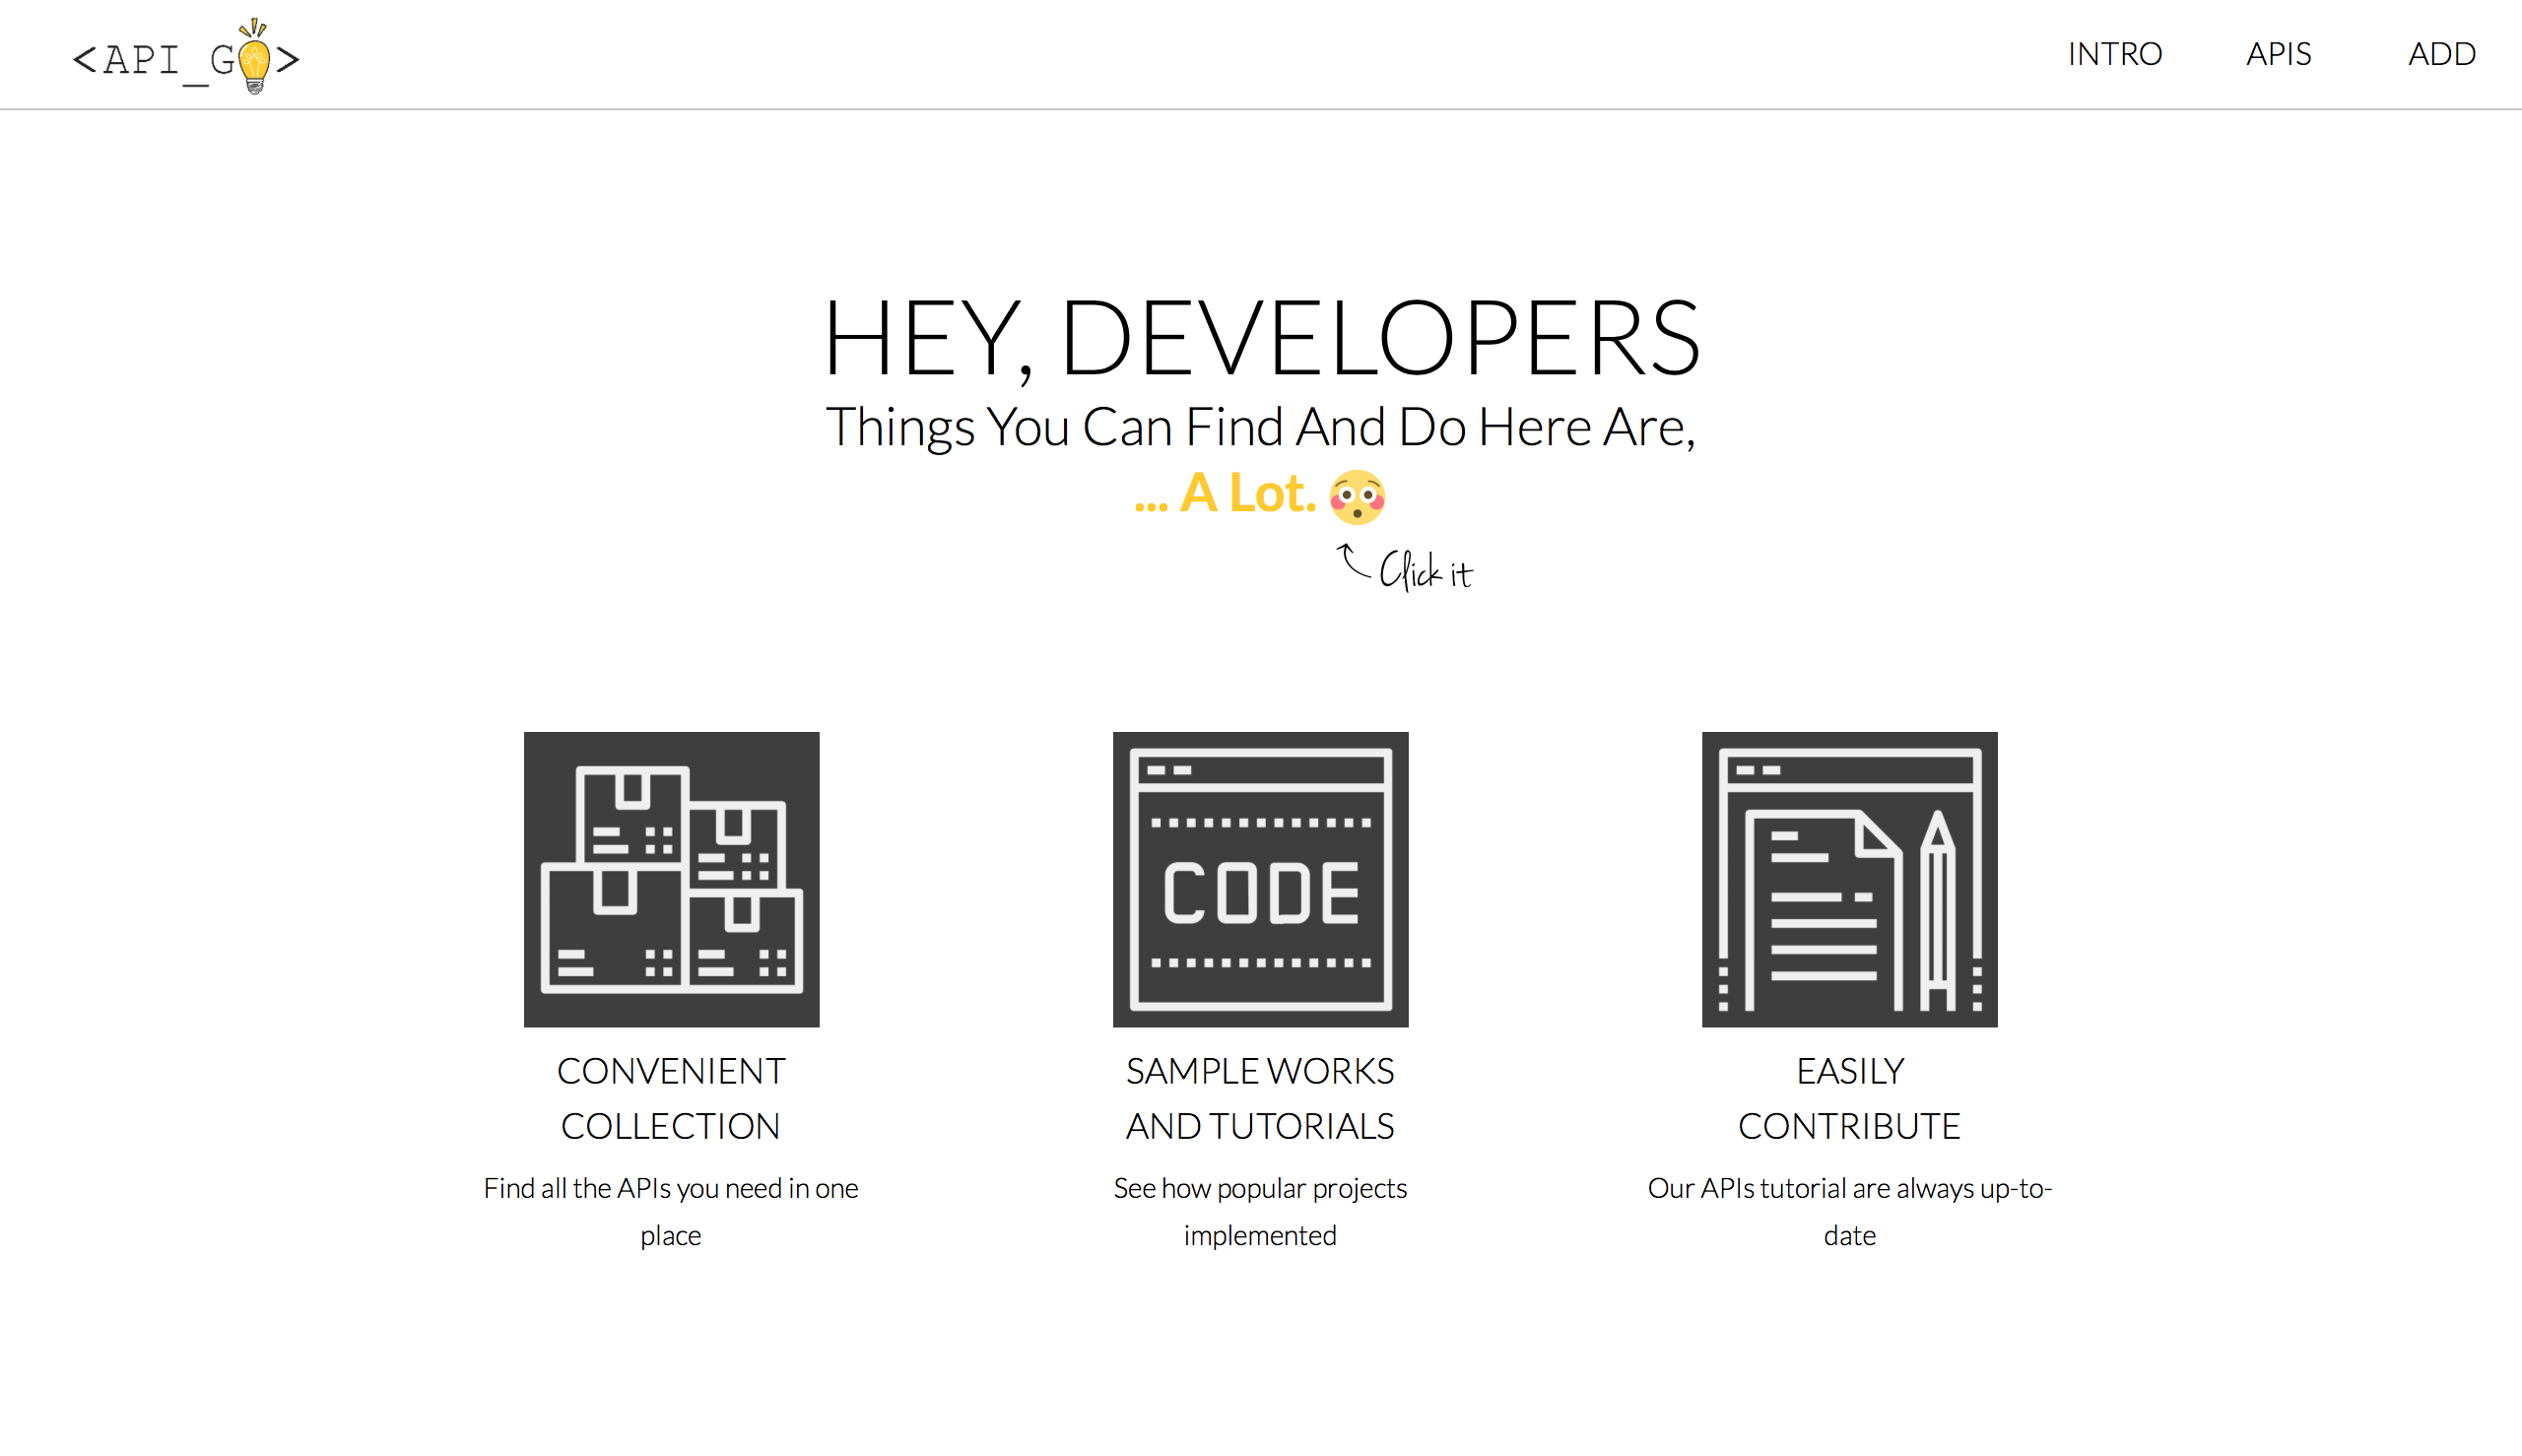 <API_GO>
INTRO APIS ADD
HEY, DEVELOPERS
Things You Can Find And Do Here Are,
... A Lot.
Click it
CODE
CONVENIENT
COLLECTION
Find all the APIs you need in one
place
SAMPLE WORKS
AND TUTORIALS
See how popular projects
implemented
EASILY
CONTRIBUTE
Our APIs tutorial are always up-to-
date